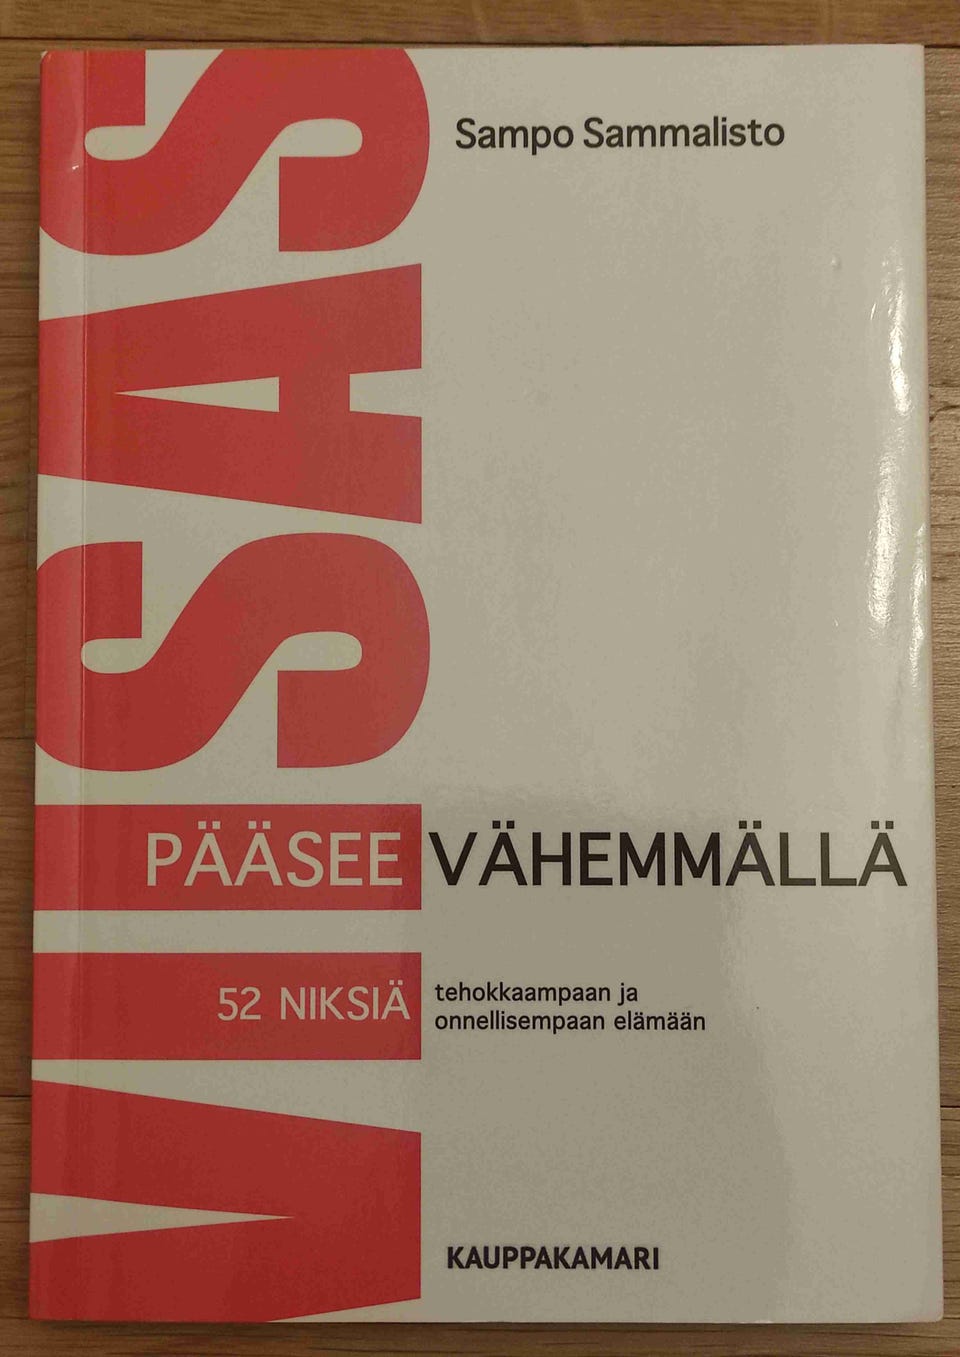 Sampo Sammalisto
VIISAS
PÄÄSEE VÄHEMMÄLLÄ
52 NIKSIÄ
tehokkaampaan ja
onnellisempaan elämään
KAUPPAKAMARI